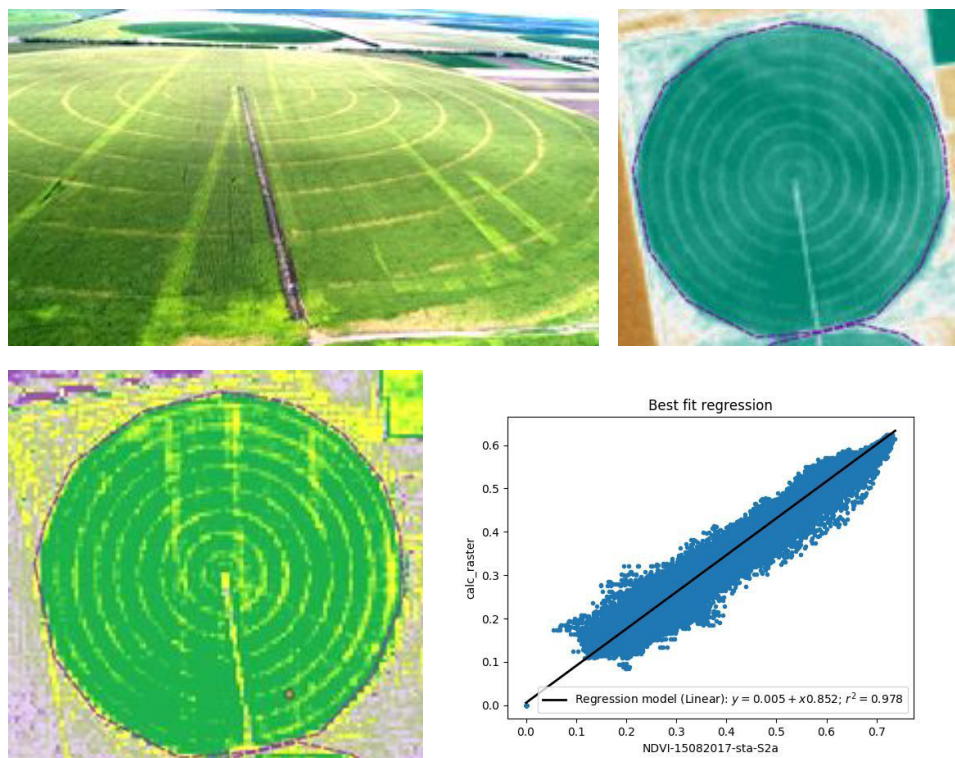 Best fit regression
calc_raster
0.6
0.5
0.4
0.3
0.2
0.1
0.0
Regression model (Linear): y = 0.005 + x0.852; r² = 0.978
0.0 0.1 0.2 0.3 0.4 0.5 0.6 0.7
NDVI-15082017-sta-S2a